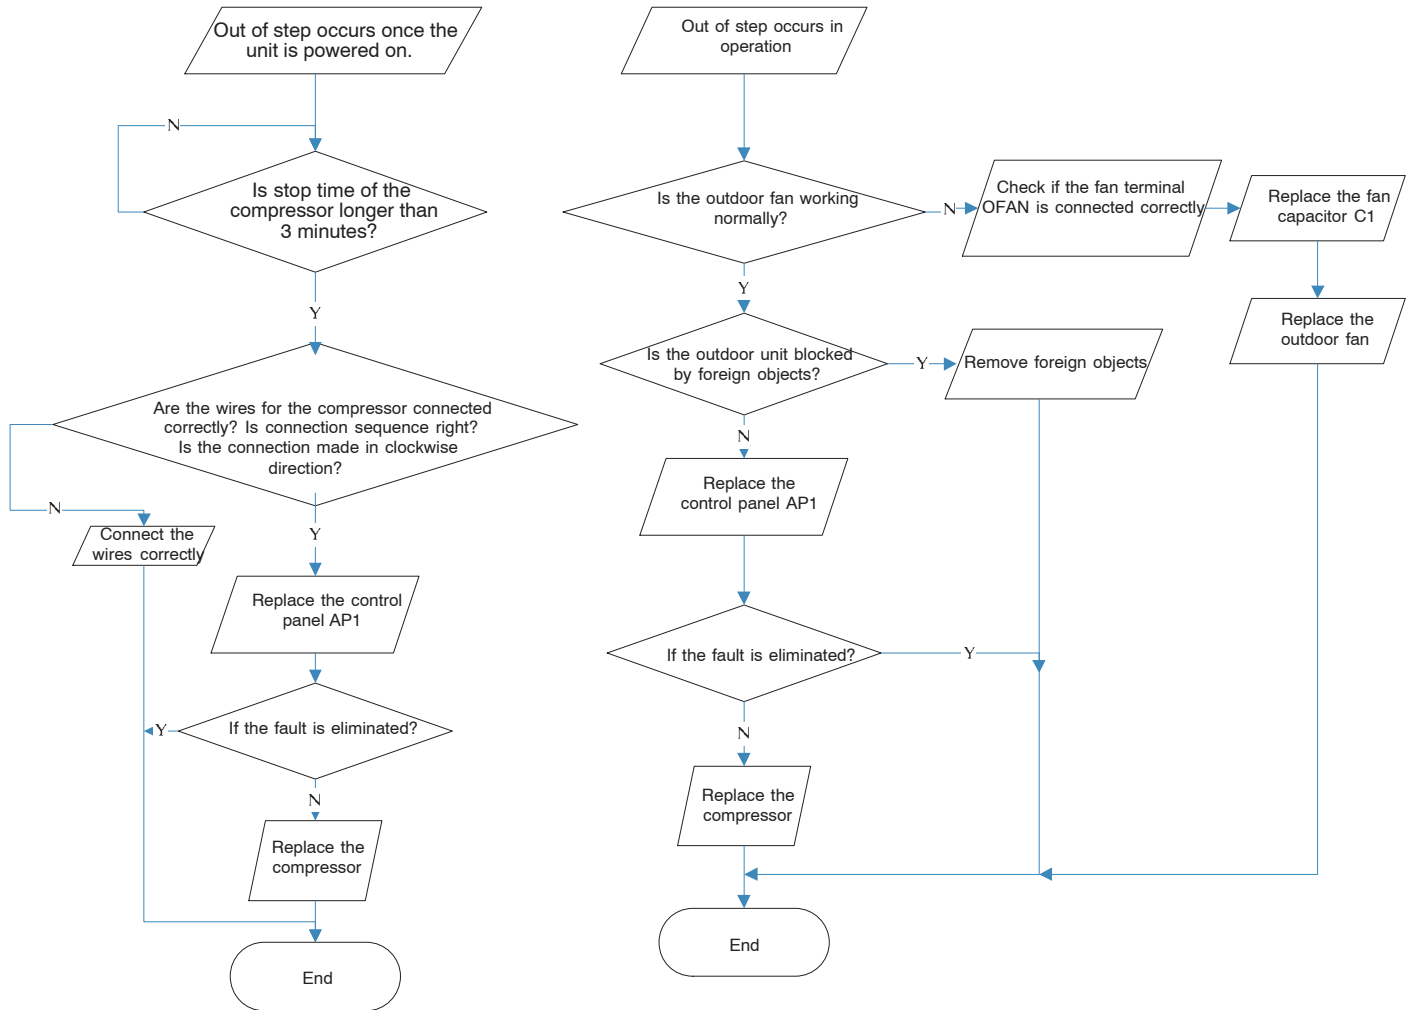 Out of step occurs once the
unit is powered on.
N
Is stop time of the
compressor longer than
3 minutes?
Y
Are the wires for the compressor connected
correctly? Is connection sequence right?
Is the connection made in clockwise
direction?
N
Connect the
wires correctly
Y
Replace the control
panel AP1
If the fault is eliminated?
Y
N
Replace the
compressor
End
Out of step occurs in
operation
Is the outdoor fan working
normally?
N
Check if the fan terminal
OFAN is connected correctly
Replace the fan
capacitor C1
Replace the
outdoor fan
Y
Is the outdoor unit blocked
by foreign objects?
Y
Remove foreign objects
N
Replace the
control panel AP1
If the fault is eliminated?
Y
N
Replace the
compressor
End